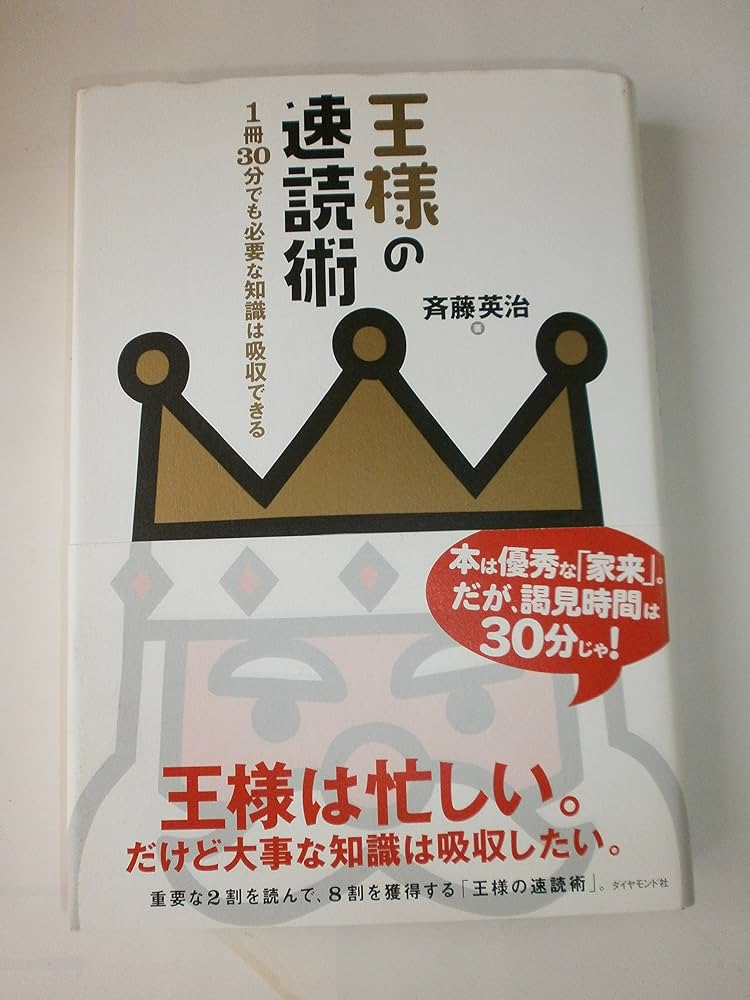 王様の
速読術
1冊30分でも必要な知識は吸収できる
斉藤英治
著
本は優秀な「家来」。
だが、謁見時間は
30分じゃ!
王様は忙しい。
だけど大事な知識は吸収したい。
重要な2割を読んで、8割を獲得する「王様の速読術」。ダイヤモンド社